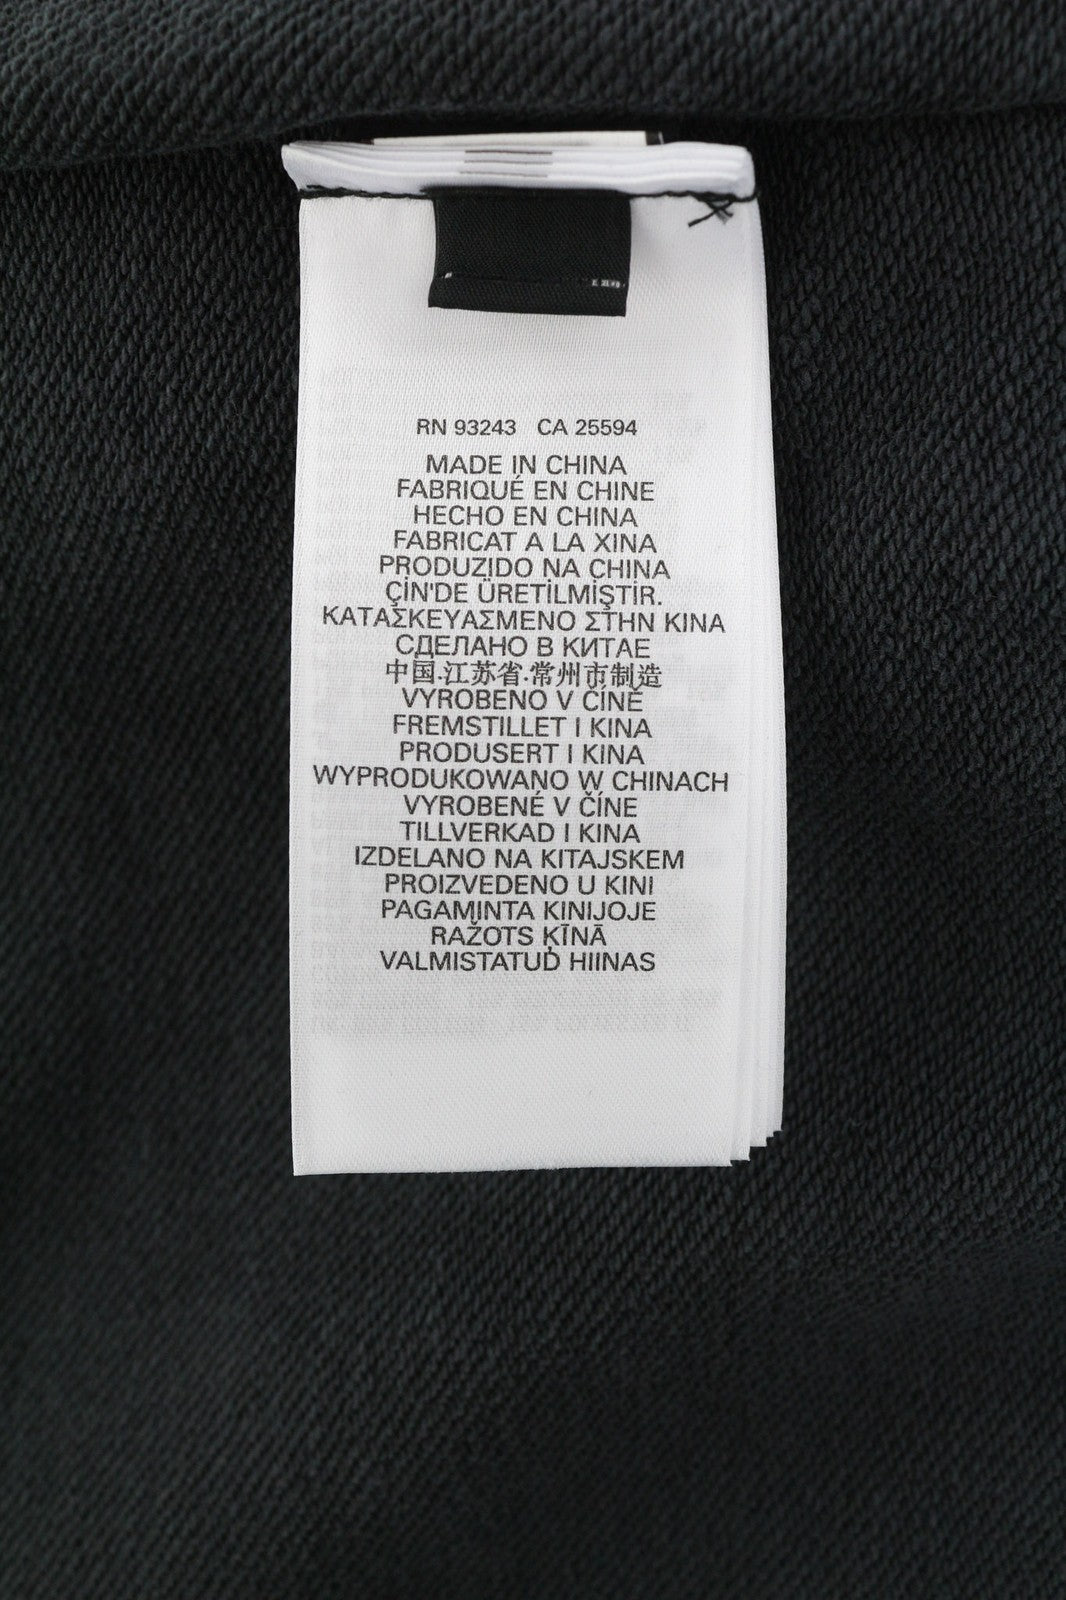 RN 93243 CA 25594
MADE IN CHINA
FABRIQUÉ EN CHINE
HECHO EN CHINA
FABRICAT A LA XINA
PRODUZIDO NA CHINA
ÇİN'DE ÜRETİLMİŞTİR.
ΚΑΤΑΣΚΕΥΑΣΜΕΝΟ ΣΤΗΝ ΚΙΝΑ
СДЕЛАНО В КИТАЕ
中国.江苏省.常州市制造
VYROBENO V ČÍNĚ
FREMSTILLET I KINA
PRODUSERT I KINA
WYPRODUKOWANO W CHINACH
VYROBENÉ V ČÍNE
TILLVERKAD I KINA
IZDELANO NA KITAJSKEM
PROIZVEDENO U KINI
PAGAMINTA KINIJOJE
RAŽOTS ĶĪNĀ
VALMISTATUD HIINAS